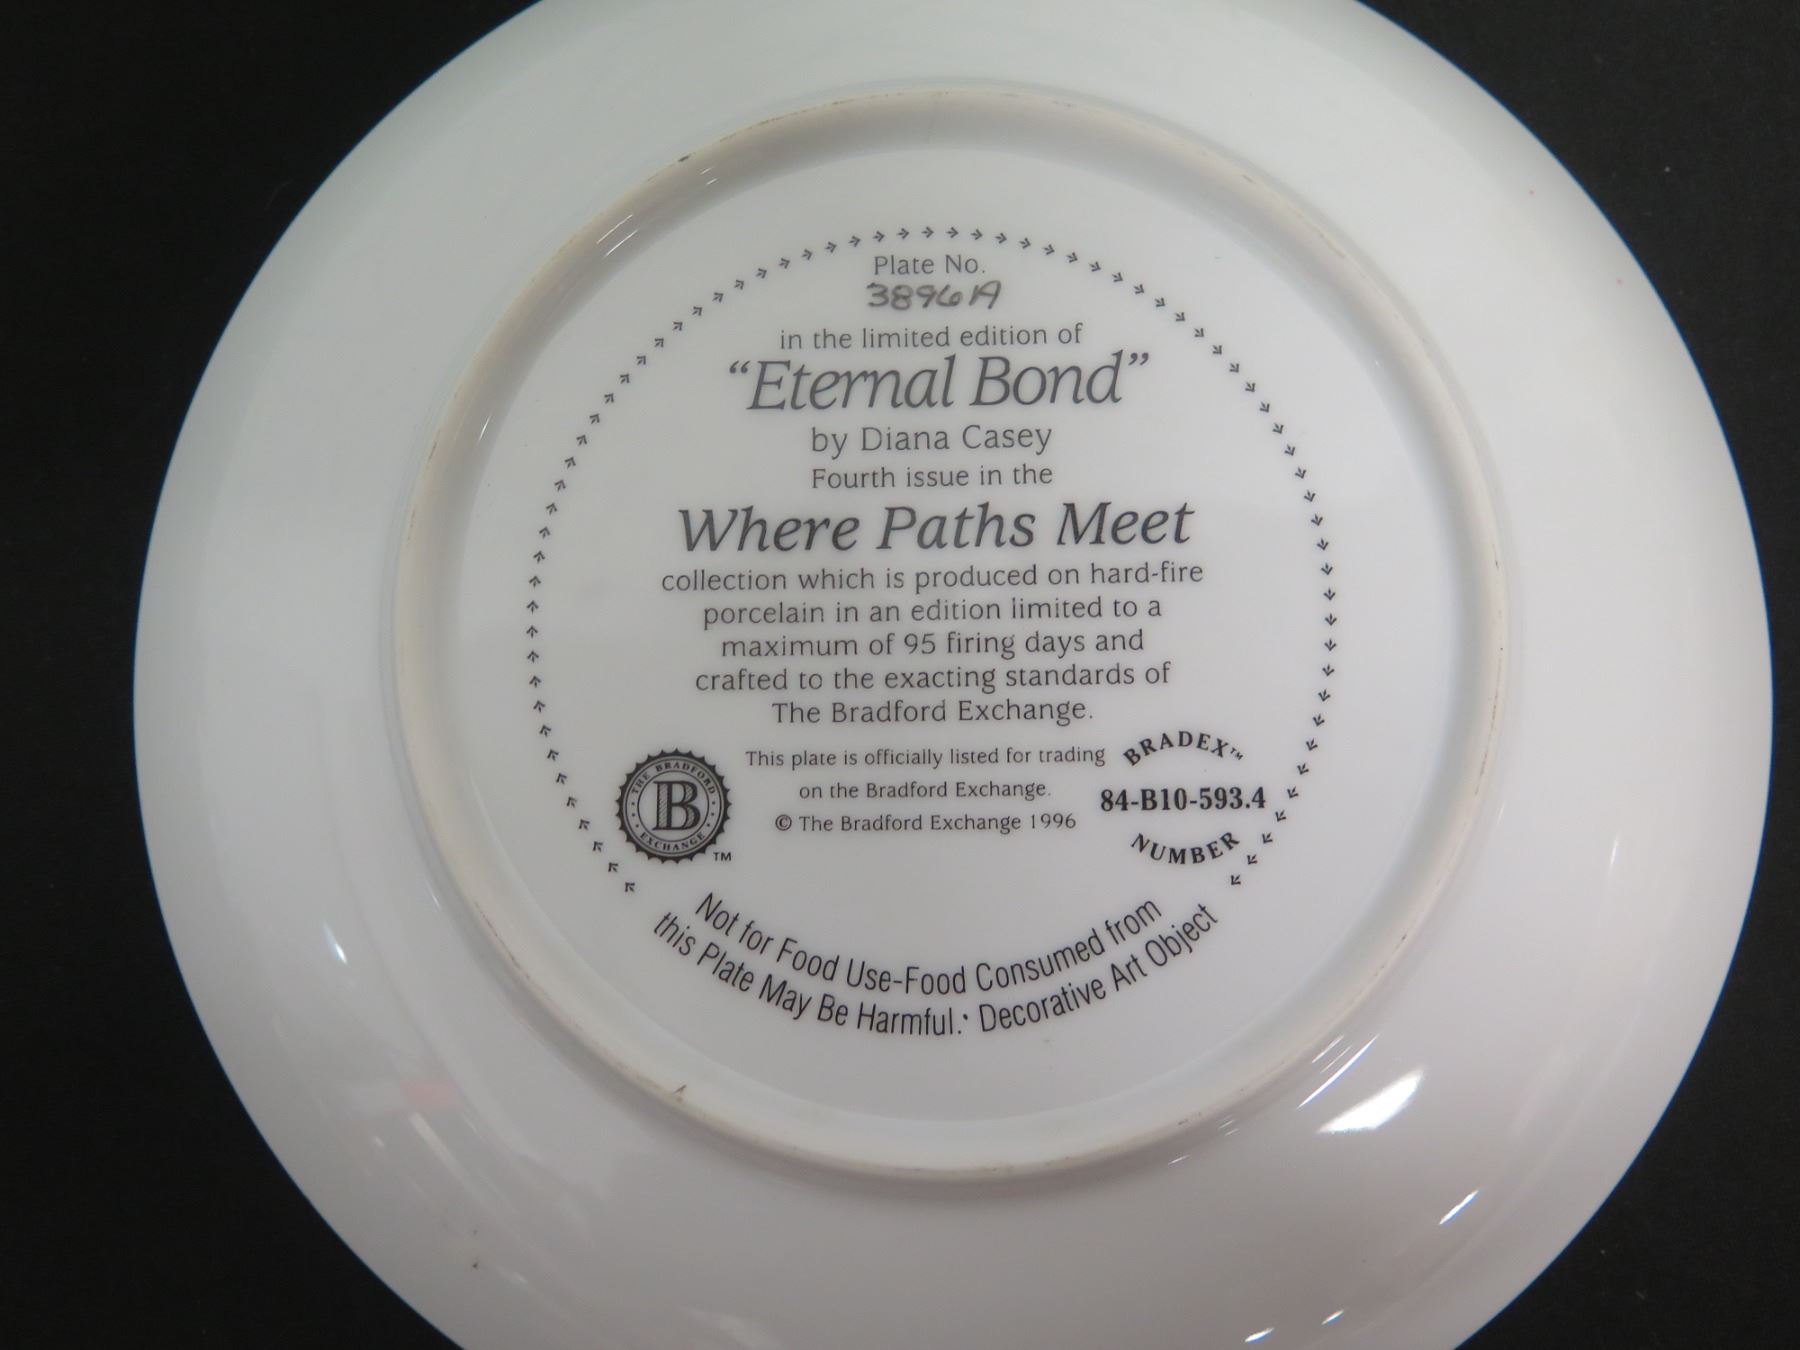 Plate No.
3896A
in the limited edition of
“Eternal Bond”
by Diana Casey
Fourth issue in the
Where Paths Meet
collection which is produced on hard-fire
porcelain in an edition limited to a
maximum of 95 firing days and
crafted to the exacting standards of
The Bradford Exchange.
This plate is officially listed for trading
on the Bradford Exchange.
© The Bradford Exchange 1996
THE BRADFORD
B
EXCHANGE
TM
BRADEX™
84-B10-593.4
NUMBER
Not for Food Use-Food Consumed from
this Plate May Be Harmful.· Decorative Art Object